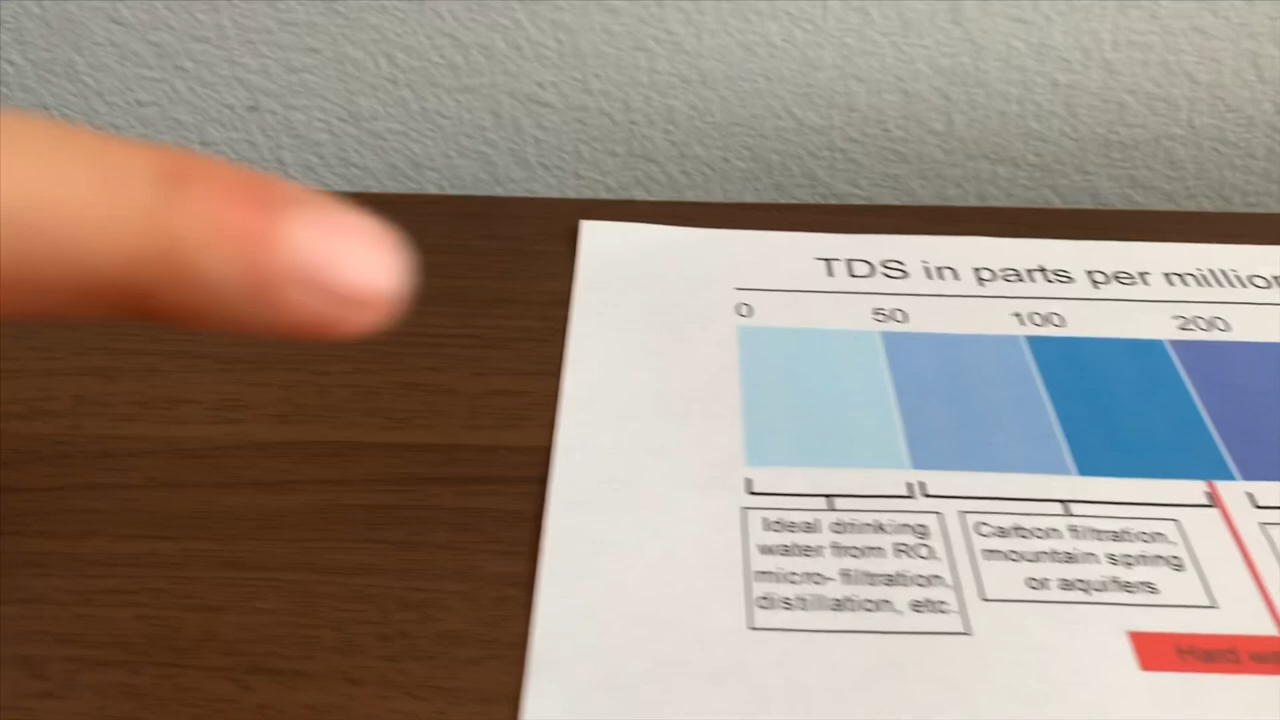 TDS in parts per million
0 50 100 200
Ideal drinking
water from RO,
micro- filtration,
distillation, etc.
Carbon filtration,
mountain spring
or aquifers
Hard